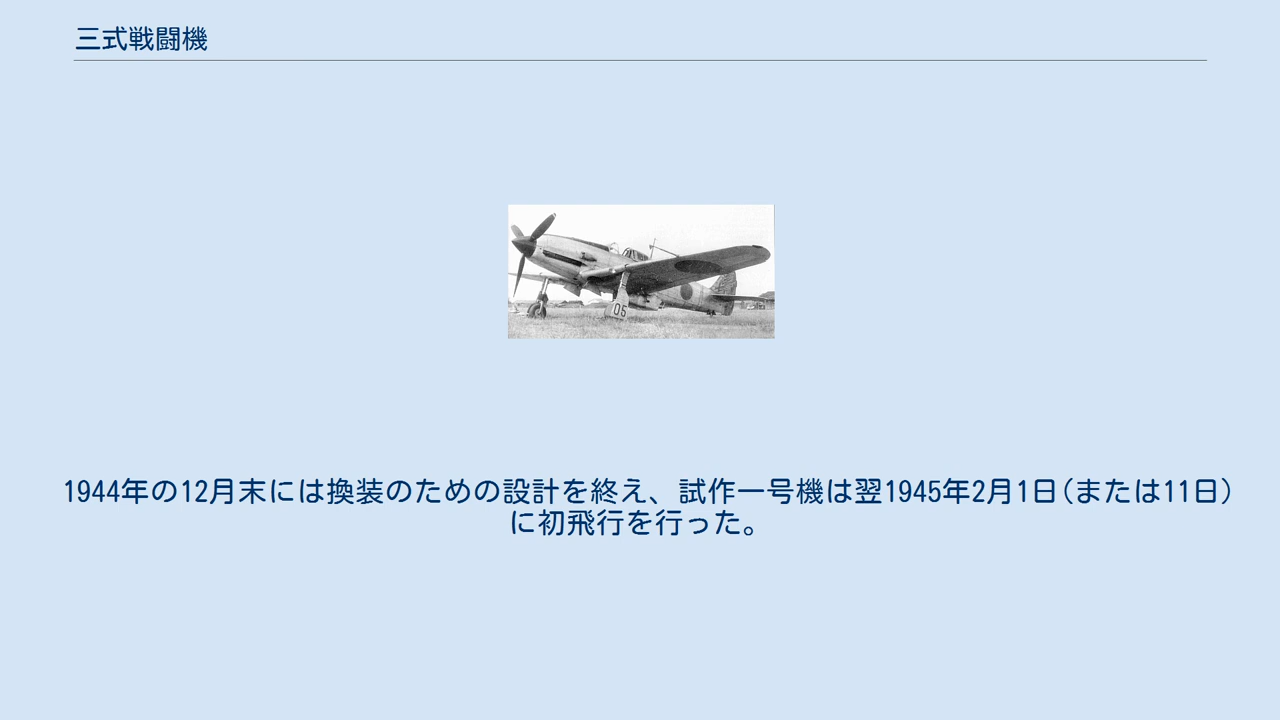 三式戦闘機
05
1944年の12月末には換装のための設計を終え、試作一号機は翌1945年2月1日(または11日)
に初飛行を行った。